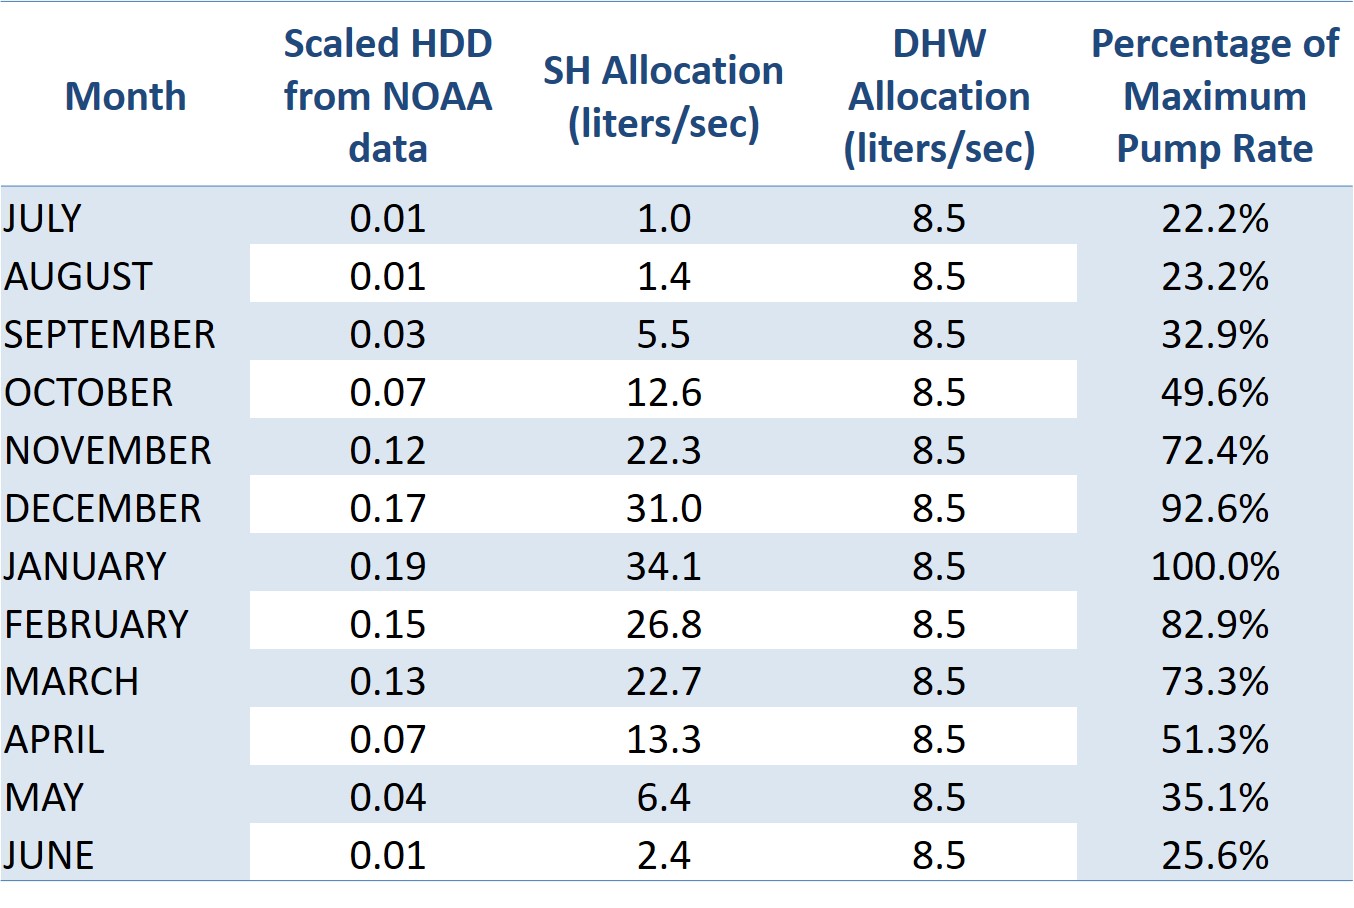 Month Scaled HDD from NOAA data SH Allocation (liters/sec) DHW Allocation (liters/sec) Percentage of Maximum Pump Rate
JULY 0.01 1.0 8.5 22.2%
AUGUST 0.01 1.4 8.5 23.2%
SEPTEMBER 0.03 5.5 8.5 32.9%
OCTOBER 0.07 12.6 8.5 49.6%
NOVEMBER 0.12 22.3 8.5 72.4%
DECEMBER 0.17 31.0 8.5 92.6%
JANUARY 0.19 34.1 8.5 100.0%
FEBRUARY 0.15 26.8 8.5 82.9%
MARCH 0.13 22.7 8.5 73.3%
APRIL 0.07 13.3 8.5 51.3%
MAY 0.04 6.4 8.5 35.1%
JUNE 0.01 2.4 8.5 25.6%